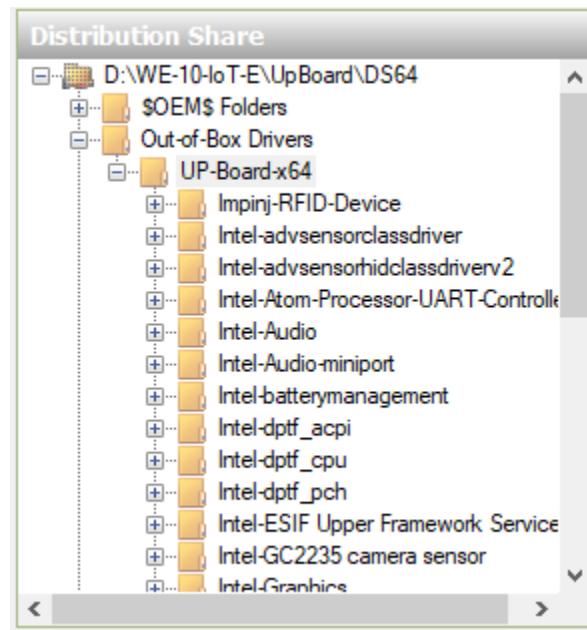 Distribution Share
D:\WE-10-IoT-E\UpBoard\DS64
$OEM$ Folders
Out-of-Box Drivers
UP-Board-x64
Impinj-RFID-Device
Intel-advsensorclassdriver
Intel-advsensorhidclassdriverv2
Intel-Atom-Processor-UART-Controlle
Intel-Audio
Intel-Audio-miniport
Intel-batterymanagement
Intel-dptf_acpi
Intel-dptf_cpu
Intel-dptf_pch
Intel-ESIF Upper Framework Service
Intel-GC2235 camera sensor
Intel-Graphics